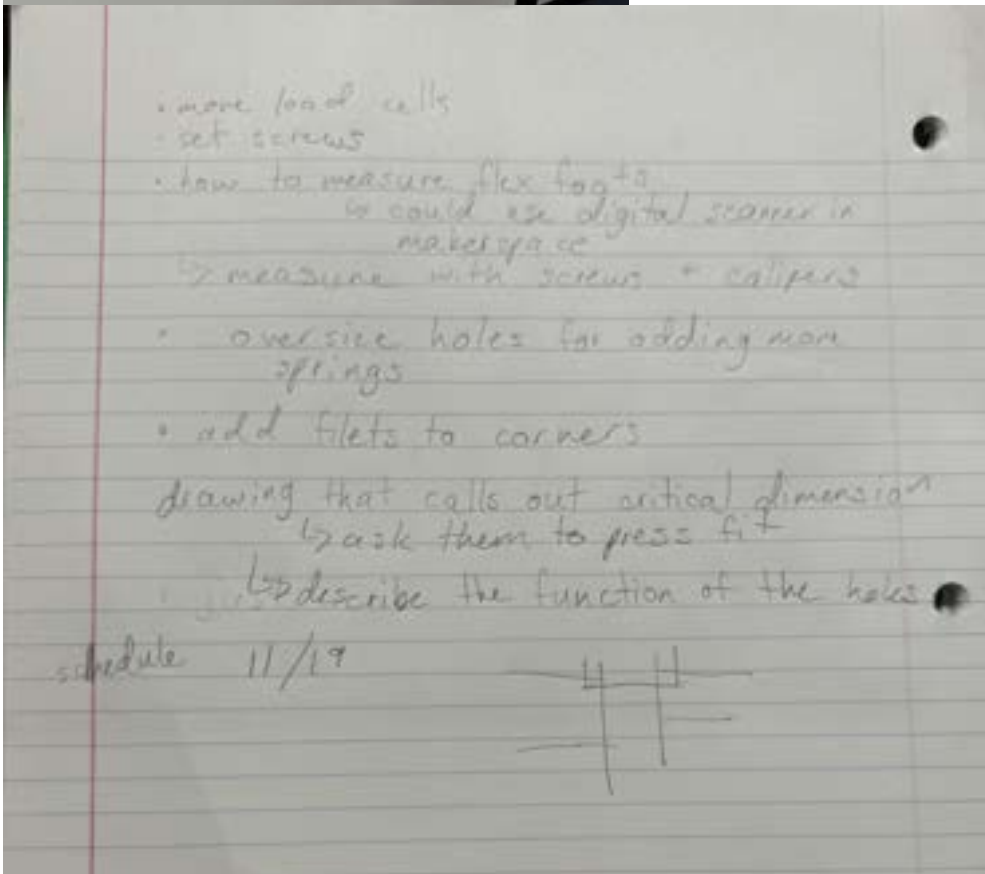 • more load cells
• set screws
• how to measure flex foots
↳ could use digital scanner in
makerspace
↳ measure with screws + calipers
• oversize holes for adding more
springs
• add filets to corners
drawing that calls out critical dimension
↳ ask them to press fit
↳ describe the function of the holes
schedule 11/19